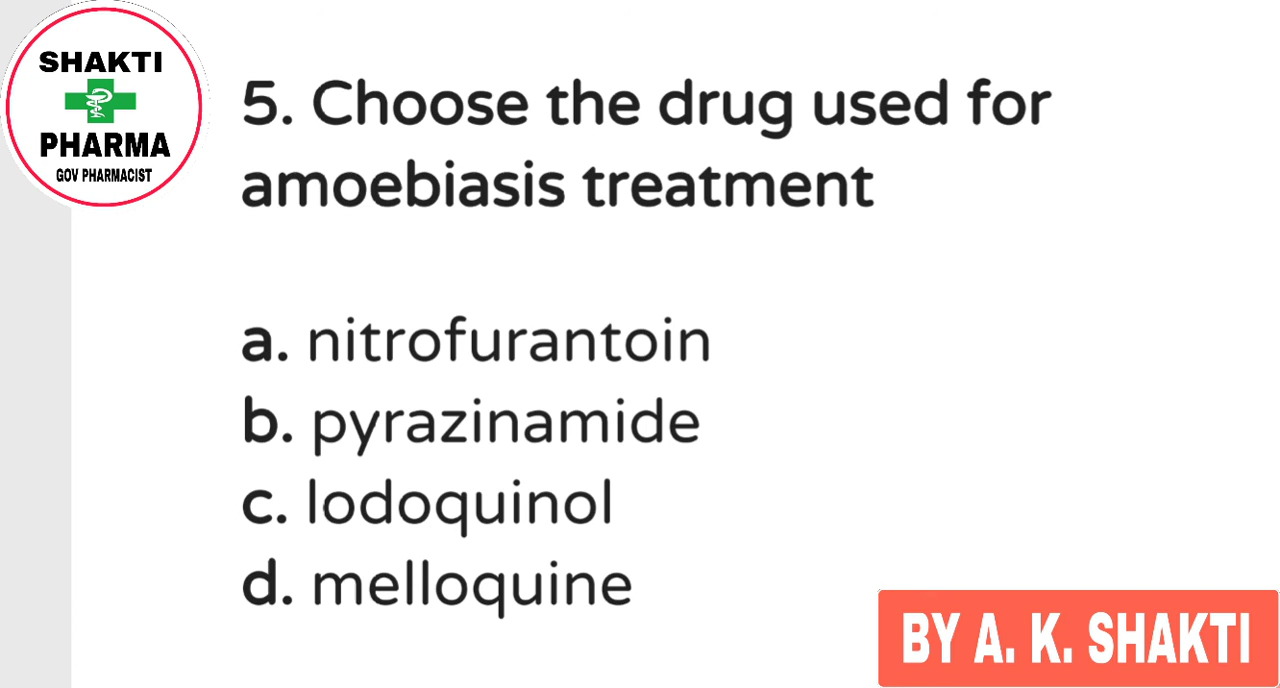 SHAKTI
PHARMA
GOV PHARMACIST
5. Choose the drug used for
amoebiasis treatment
a. nitrofurantoin
b. pyrazinamide
c. lodoquinol
d. melloquine
BY A. K. SHAKTI